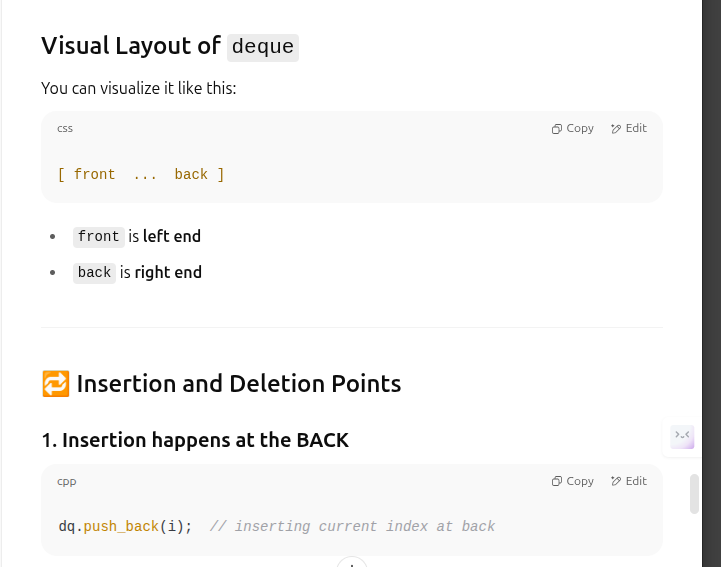 Visual Layout of deque
You can visualize it like this:
css
Copy
Edit
[ front  ...  back ]
front is left end
back is right end
🔁 Insertion and Deletion Points
1. Insertion happens at the BACK
cpp
Copy
Edit
dq.push_back(i);  // inserting current index at back